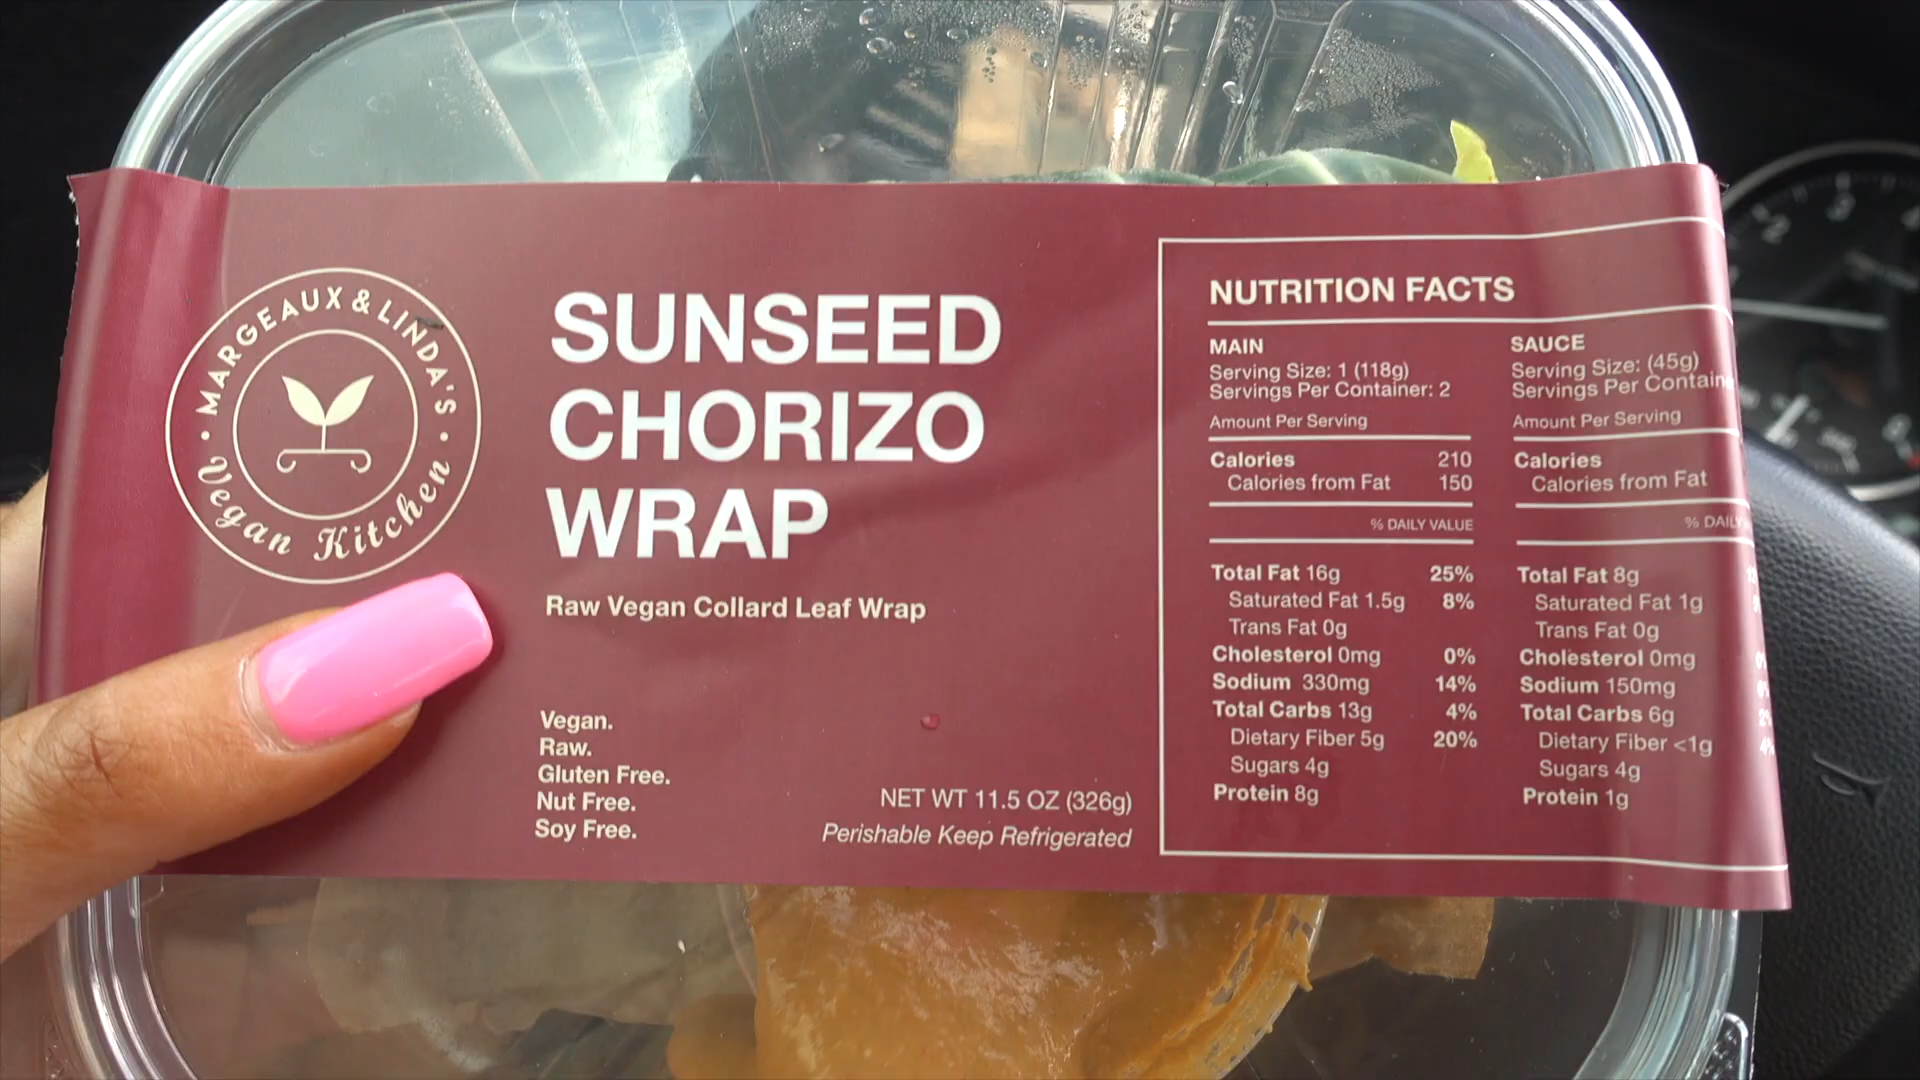 MARGEAUX & LINDA'S
Vegan Kitchen
SUNSEED
CHORIZO
WRAP
Raw Vegan Collard Leaf Wrap
Vegan.
Raw.
Gluten Free.
Nut Free.
Soy Free.
NET WT 11.5 OZ (326g)
Perishable Keep Refrigerated
NUTRITION FACTS
MAIN
Serving Size: 1 (118g)
Servings Per Container: 2
Amount Per Serving
Calories 210
Calories from Fat 150
% DAILY VALUE
Total Fat 16g 25%
Saturated Fat 1.5g 8%
Trans Fat 0g
Cholesterol 0mg 0%
Sodium 330mg 14%
Total Carbs 13g 4%
Dietary Fiber 5g 20%
Sugars 4g
Protein 8g
SAUCE
Serving Size: (45g)
Servings Per Contain
Amount Per Serving
Calories
Calories from Fat
% DAILY
Total Fat 8g
Saturated Fat 1g
Trans Fat 0g
Cholesterol 0mg
Sodium 150mg
Total Carbs 6g
Dietary Fiber <1g
Sugars 4g
Protein 1g